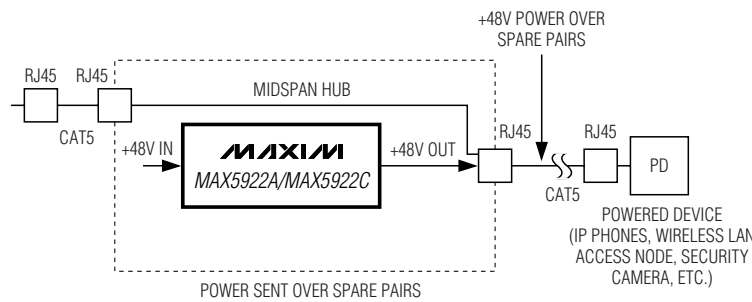 +48V POWER OVER
SPARE PAIRS
RJ45
RJ45
MIDSPAN HUB
CAT5
RJ45
RJ45
+48V IN
MAXIM
+48V OUT
MAX5922A/MAX5922C
PD
CAT5
POWERED DEVICE
(IP PHONES, WIRELESS LAN
ACCESS NODE, SECURITY
CAMERA, ETC.)
POWER SENT OVER SPARE PAIRS